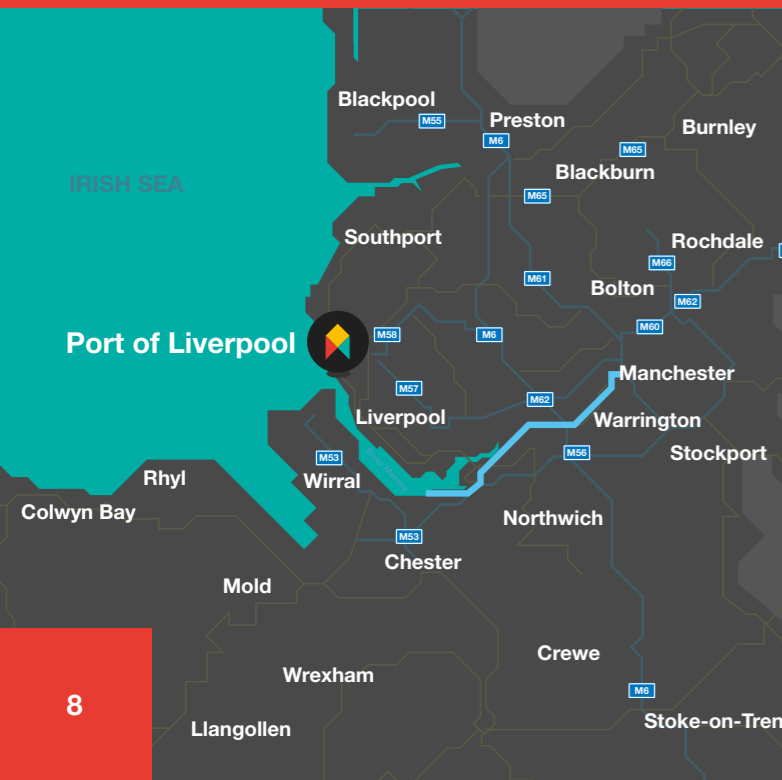 Blackpool
M55
Preston
M6
Burnley
M65
Blackburn
IRISH SEA
M65
Southport
Rochdale
M66
M61
Bolton
M62
M60
Port of Liverpool
M58
M6
Manchester
M57
M62
Liverpool
Warrington
M53
M56
Stockport
River Mersey
Rhyl
Wirral
Colwyn Bay
Northwich
M53
Chester
Mold
Crewe
Wrexham
M6
8
Llangollen
Stoke-on-Tren